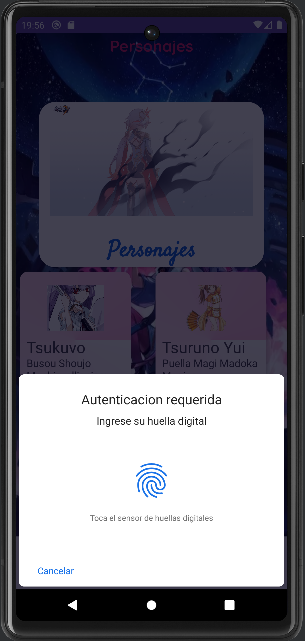 19:56
Personajes
Personajes
Tsukuvo
Busou Shoujo
Tsuruno Yui
Puella Magi Madoka
Autenticacion requerida
Ingrese su huella digital
Toca el sensor de huellas digitales
Cancelar